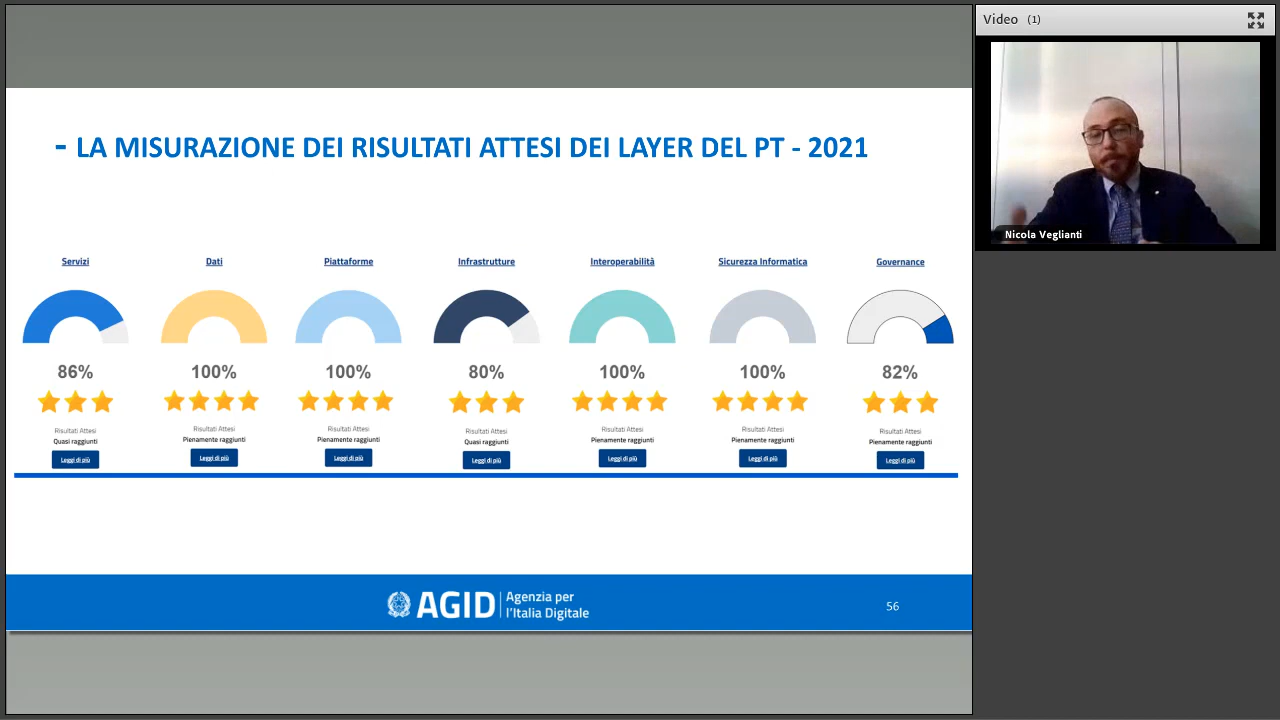 Video (1)
- LA MISURAZIONE DEI RISULTATI ATTESI DEI LAYER DEL PT - 2021
Servizi
86%
Risultati Attesi
Quasi raggiunti
Leggi di più
Dati
100%
Risultati Attesi
Pienamente raggiunti
Leggi di più
Piattaforme
100%
Risultati Attesi
Pienamente raggiunti
Leggi di più
Infrastrutture
80%
Risultati Attesi
Quasi raggiunti
Leggi di più
Interoperabilità
100%
Risultati Attesi
Pienamente raggiunti
Leggi di più
Sicurezza Informatica
100%
Risultati Attesi
Pienamente raggiunti
Leggi di più
Governance
82%
Risultati Attesi
Pienamente raggiunti
Leggi di più
AGID
Agenzia per
l'Italia Digitale
56
Nicola Veglianti